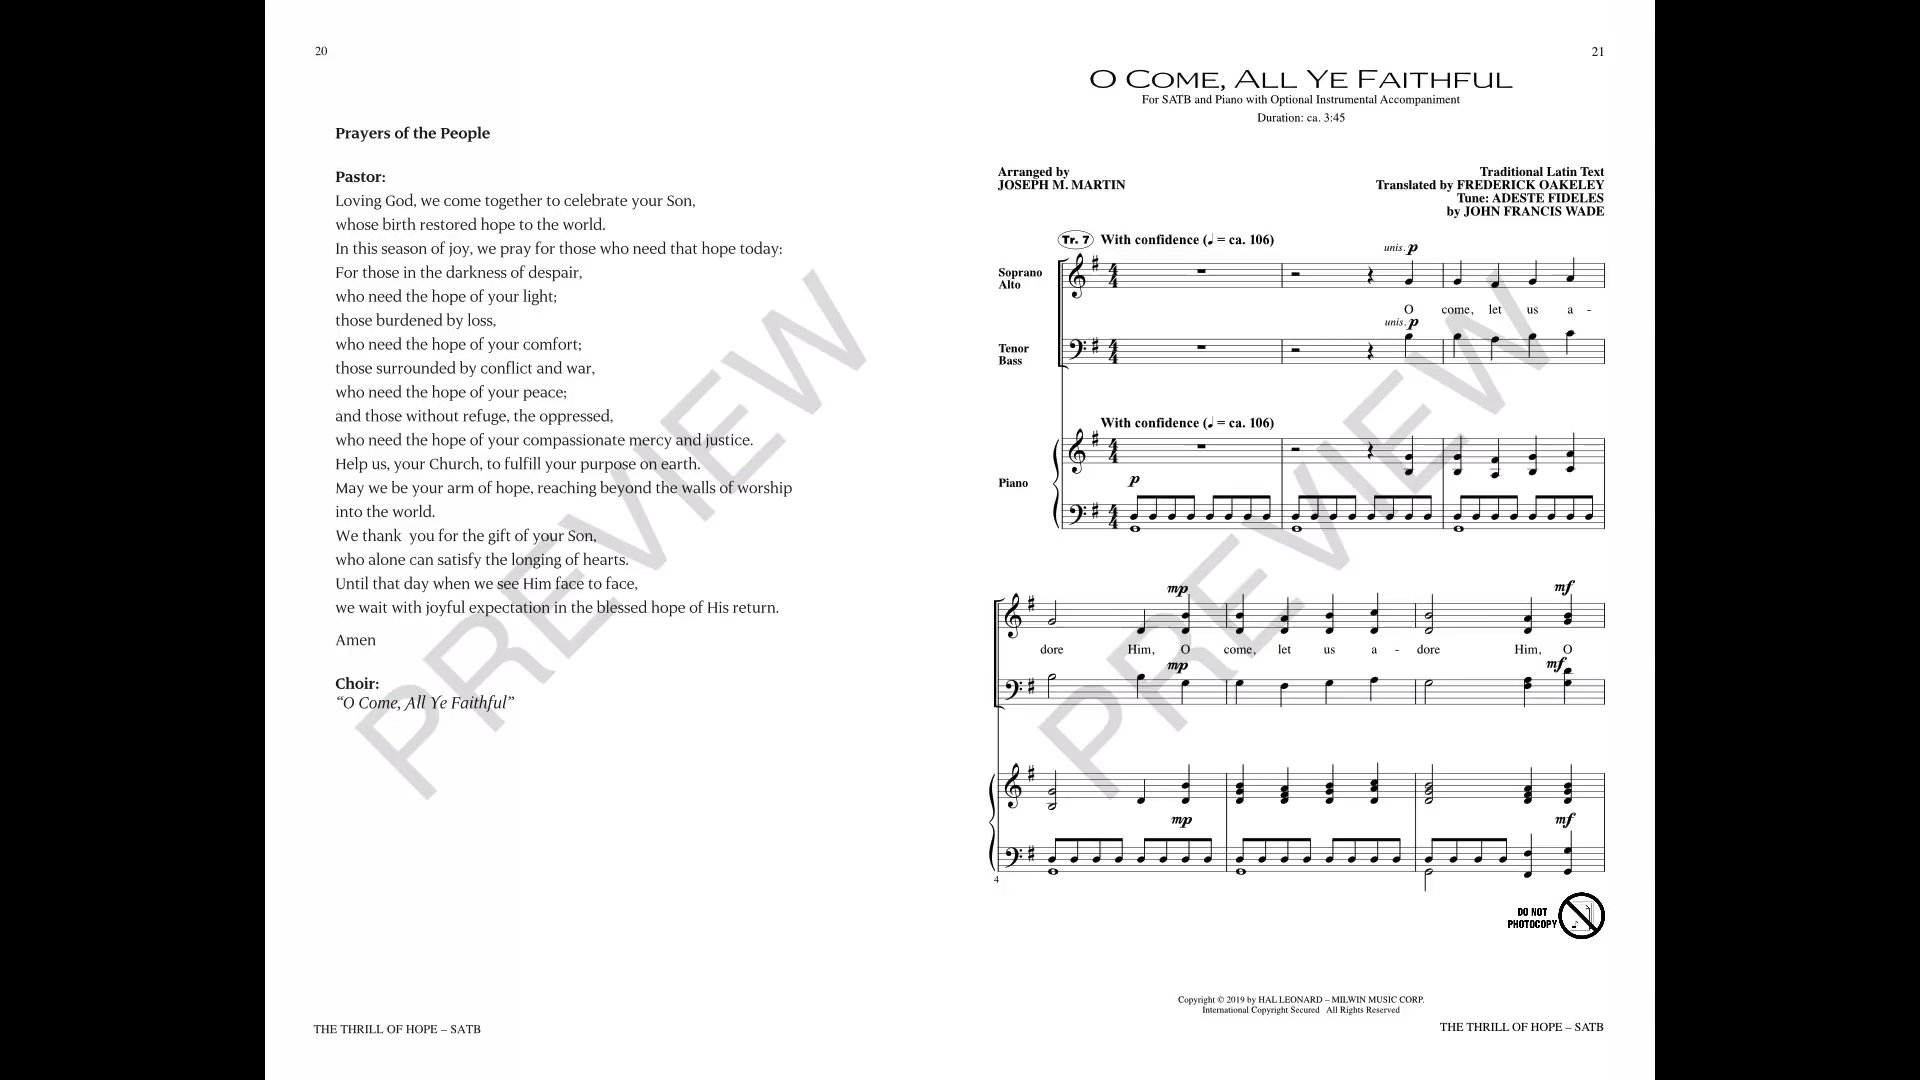 20
Prayers of the People
Pastor:
Loving God, we come together to celebrate your Son,
whose birth restored hope to the world.
In this season of joy, we pray for those who need that hope today:
For those in the darkness of despair,
who need the hope of your light;
those burdened by loss,
who need the hope of your comfort;
those surrounded by conflict and war,
who need the hope of your peace;
and those without refuge, the oppressed,
who need the hope of your compassionate mercy and justice.
Help us, your Church, to fulfill your purpose on earth.
May we be your arm of hope, reaching beyond the walls of worship
into the world.
We thank  you for the gift of your Son,
who alone can satisfy the longing of hearts.
Until that day when we see Him face to face,
we wait with joyful expectation in the blessed hope of His return.
Amen
Choir:
“O Come, All Ye Faithful”
THE THRILL OF HOPE – SATB
PREVIEW
21
O COME, ALL YE FAITHFUL
For SATB and Piano with Optional Instrumental Accompaniment
Duration: ca. 3:45
Arranged by
JOSEPH M. MARTIN
Traditional Latin Text
Translated by FREDERICK OAKELEY
Tune: ADESTE FIDELES
by JOHN FRANCIS WADE
Tr. 7 With confidence (♩ = ca. 106)
unis. p
Soprano
Alto
O come, let us a -
unis. p
Tenor
Bass
With confidence (♩ = ca. 106)
p
Piano
mp mf
dore Him, O come, let us a - dore Him, O
mp mf
mp mf
4
DO NOT
PHOTOCOPY
Copyright © 2019 by HAL LEONARD – MILWIN MUSIC CORP.
International Copyright Secured   All Rights Reserved
THE THRILL OF HOPE – SATB
PREVIEW